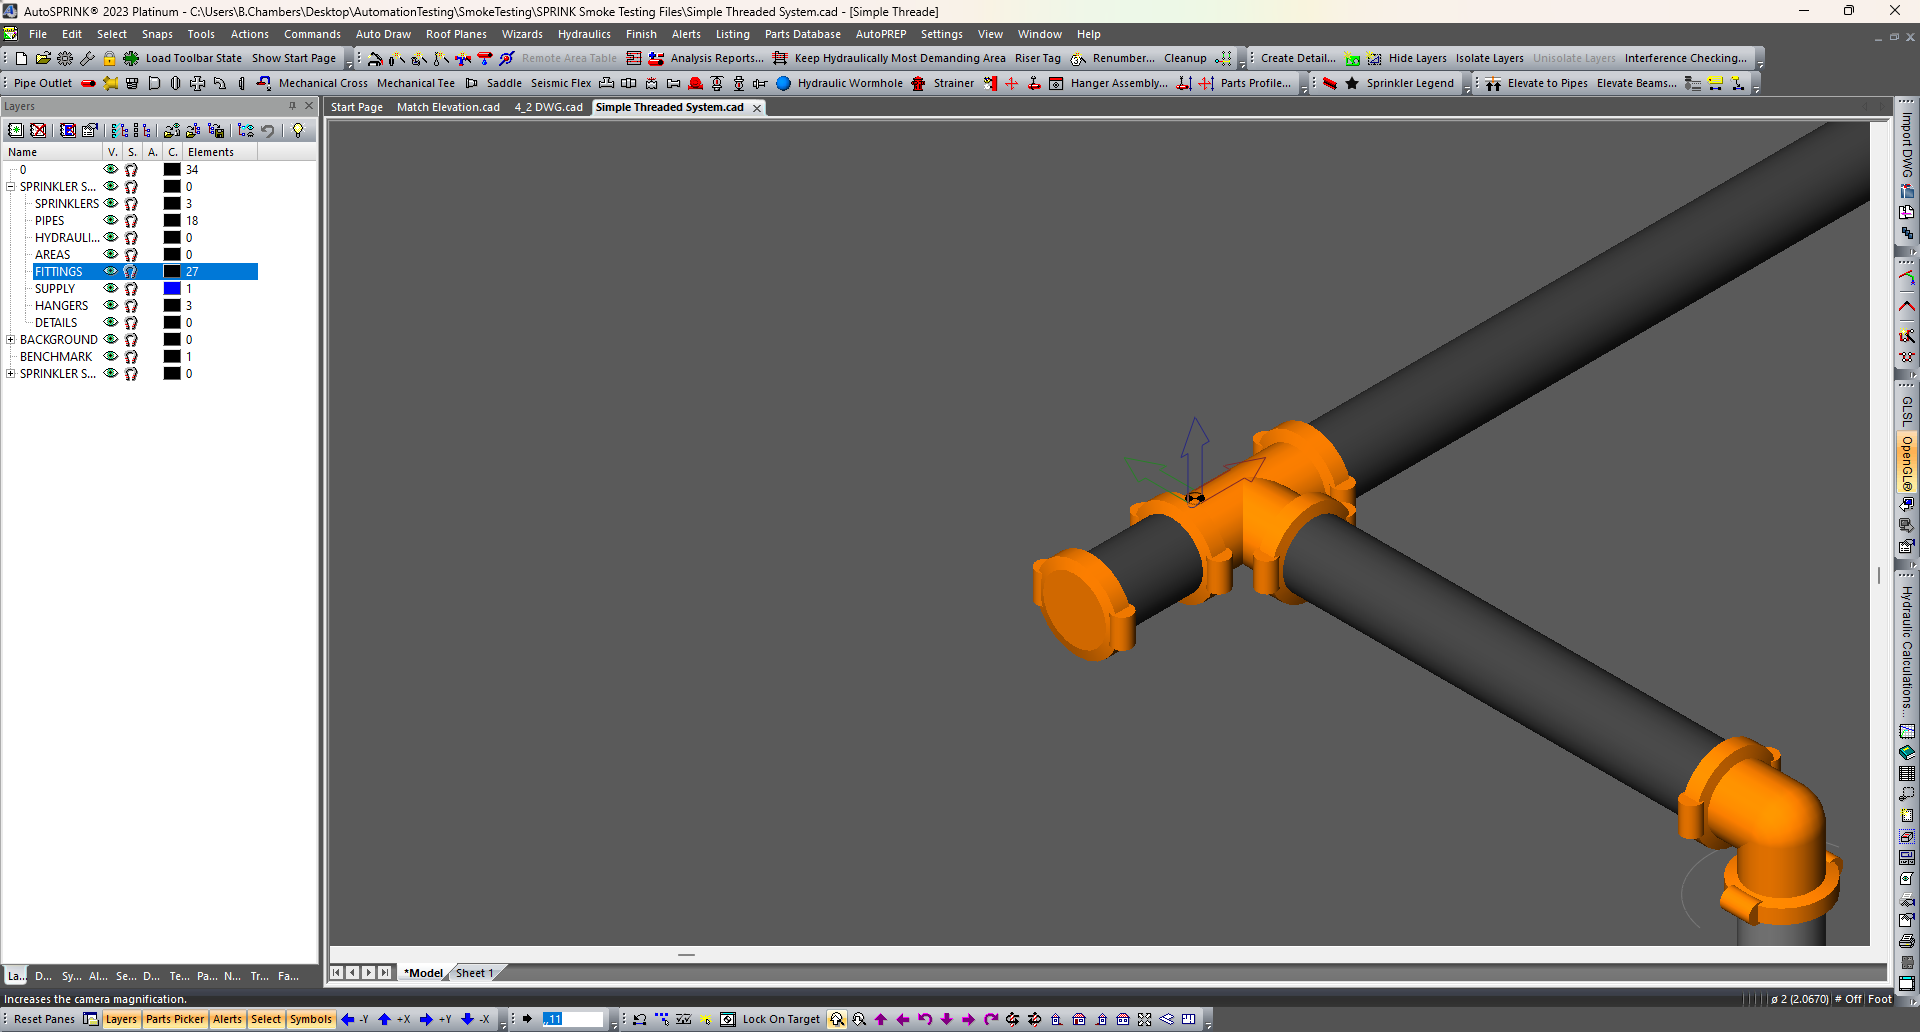 AutoSPRINK® 2023 Platinum - C:\Users\B.Chambers\Desktop\AutomationTesting\SmokeTesting\SPRINK Smoke Testing Files\Simple Threaded System.cad - [Simple Threade]
File Edit Select Snaps Tools Actions Commands Auto Draw Roof Planes Wizards Hydraulics Finish Alerts Listing Parts Database AutoPREP Settings View Window Help
Load Toolbar State Show Start Page Remote Area Table Analysis Reports... Keep Hydraulically Most Demanding Area Riser Tag Renumber... Cleanup Create Detail... Hide Layers Isolate Layers Unisolate Layers Interference Checking...
Pipe Outlet Mechanical Cross Mechanical Tee Saddle Seismic Flex Hydraulic Wormhole Strainer Hanger Assembly... Parts Profile... Sprinkler Legend Elevate to Pipes Elevate Beams...
Layers
Start Page Match Elevation.cad 4_2 DWG.cad Simple Threaded System.cad
Name V. S. A. C. Elements
0 34
SPRINKLER S... 0
SPRINKLERS 3
PIPES 18
HYDRAULI... 0
AREAS 0
FITTINGS 27
SUPPLY 1
HANGERS 3
DETAILS 0
BACKGROUND 0
BENCHMARK 1
SPRINKLER S... 0
Import DWG
GLSL
OpenGL®
Hydraulic Calculations...
La... D... Sy... Al... Se... D... Te... Pa... N... Tr... Fa...
*Model Sheet 1
Increases the camera magnification.
ø 2 (2.0670) # Off Foot
Reset Panes Layers Parts Picker Alerts Select Symbols -Y +X +Y -X Lock On Target